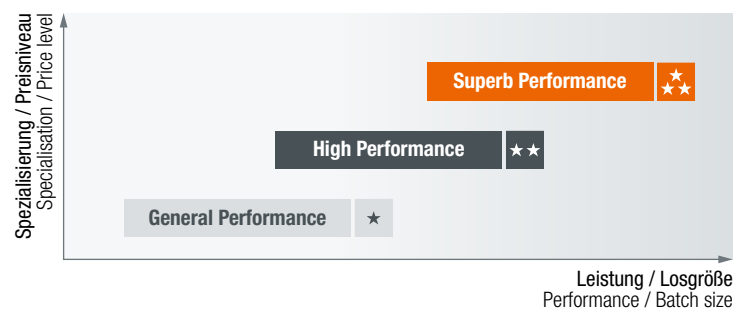 Spezialisierung / Preisniveau
Specialisation / Price level
Superb Performance
High Performance
General Performance
Leistung / Losgröße
Performance / Batch size